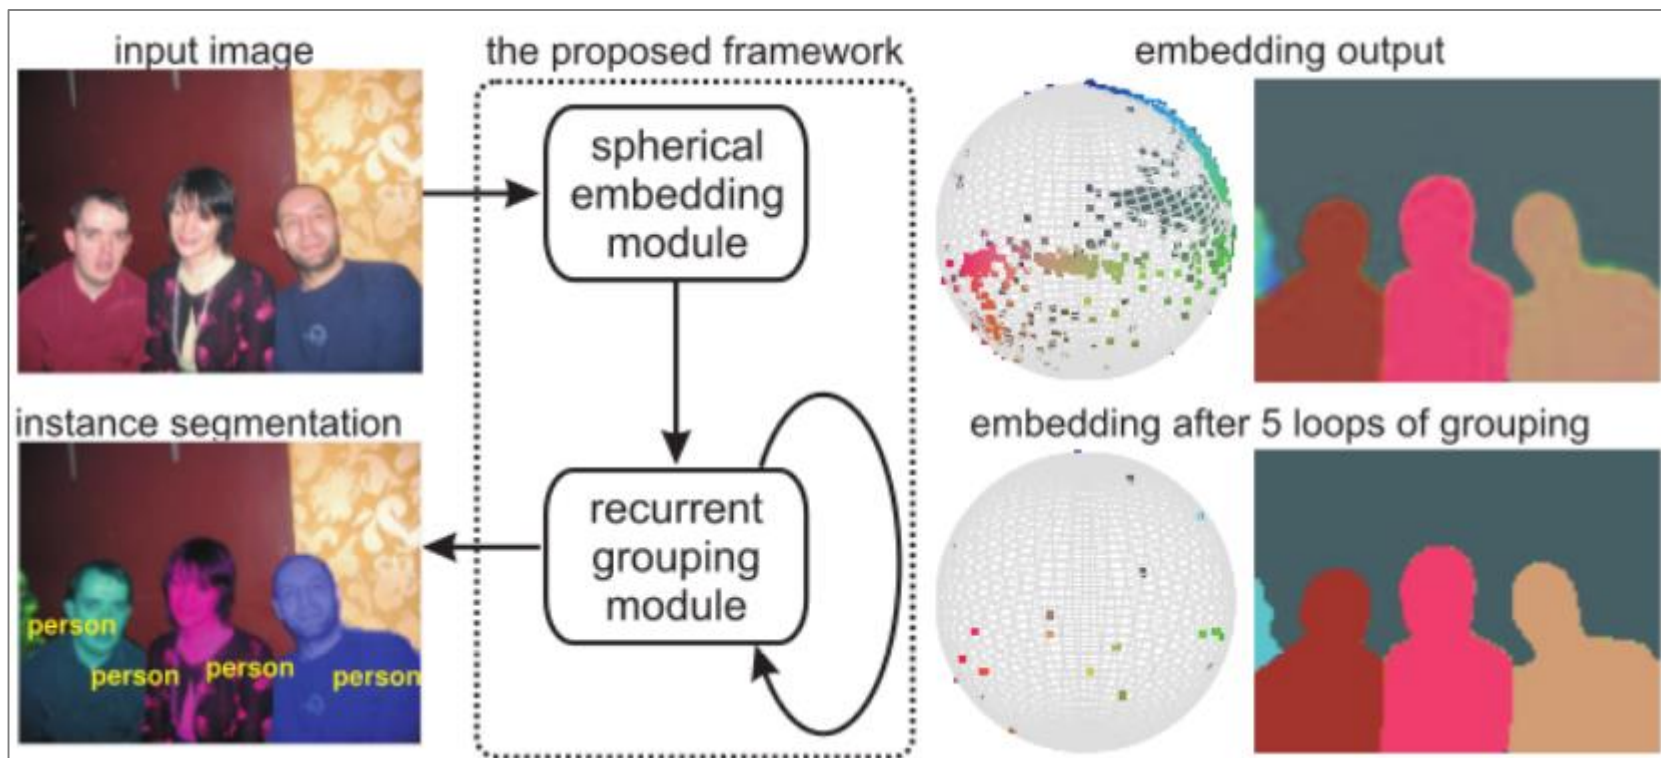 input image
the proposed framework
embedding output
spherical
embedding
module
instance segmentation
embedding after 5 loops of grouping
recurrent
grouping
module
person
person
person
person